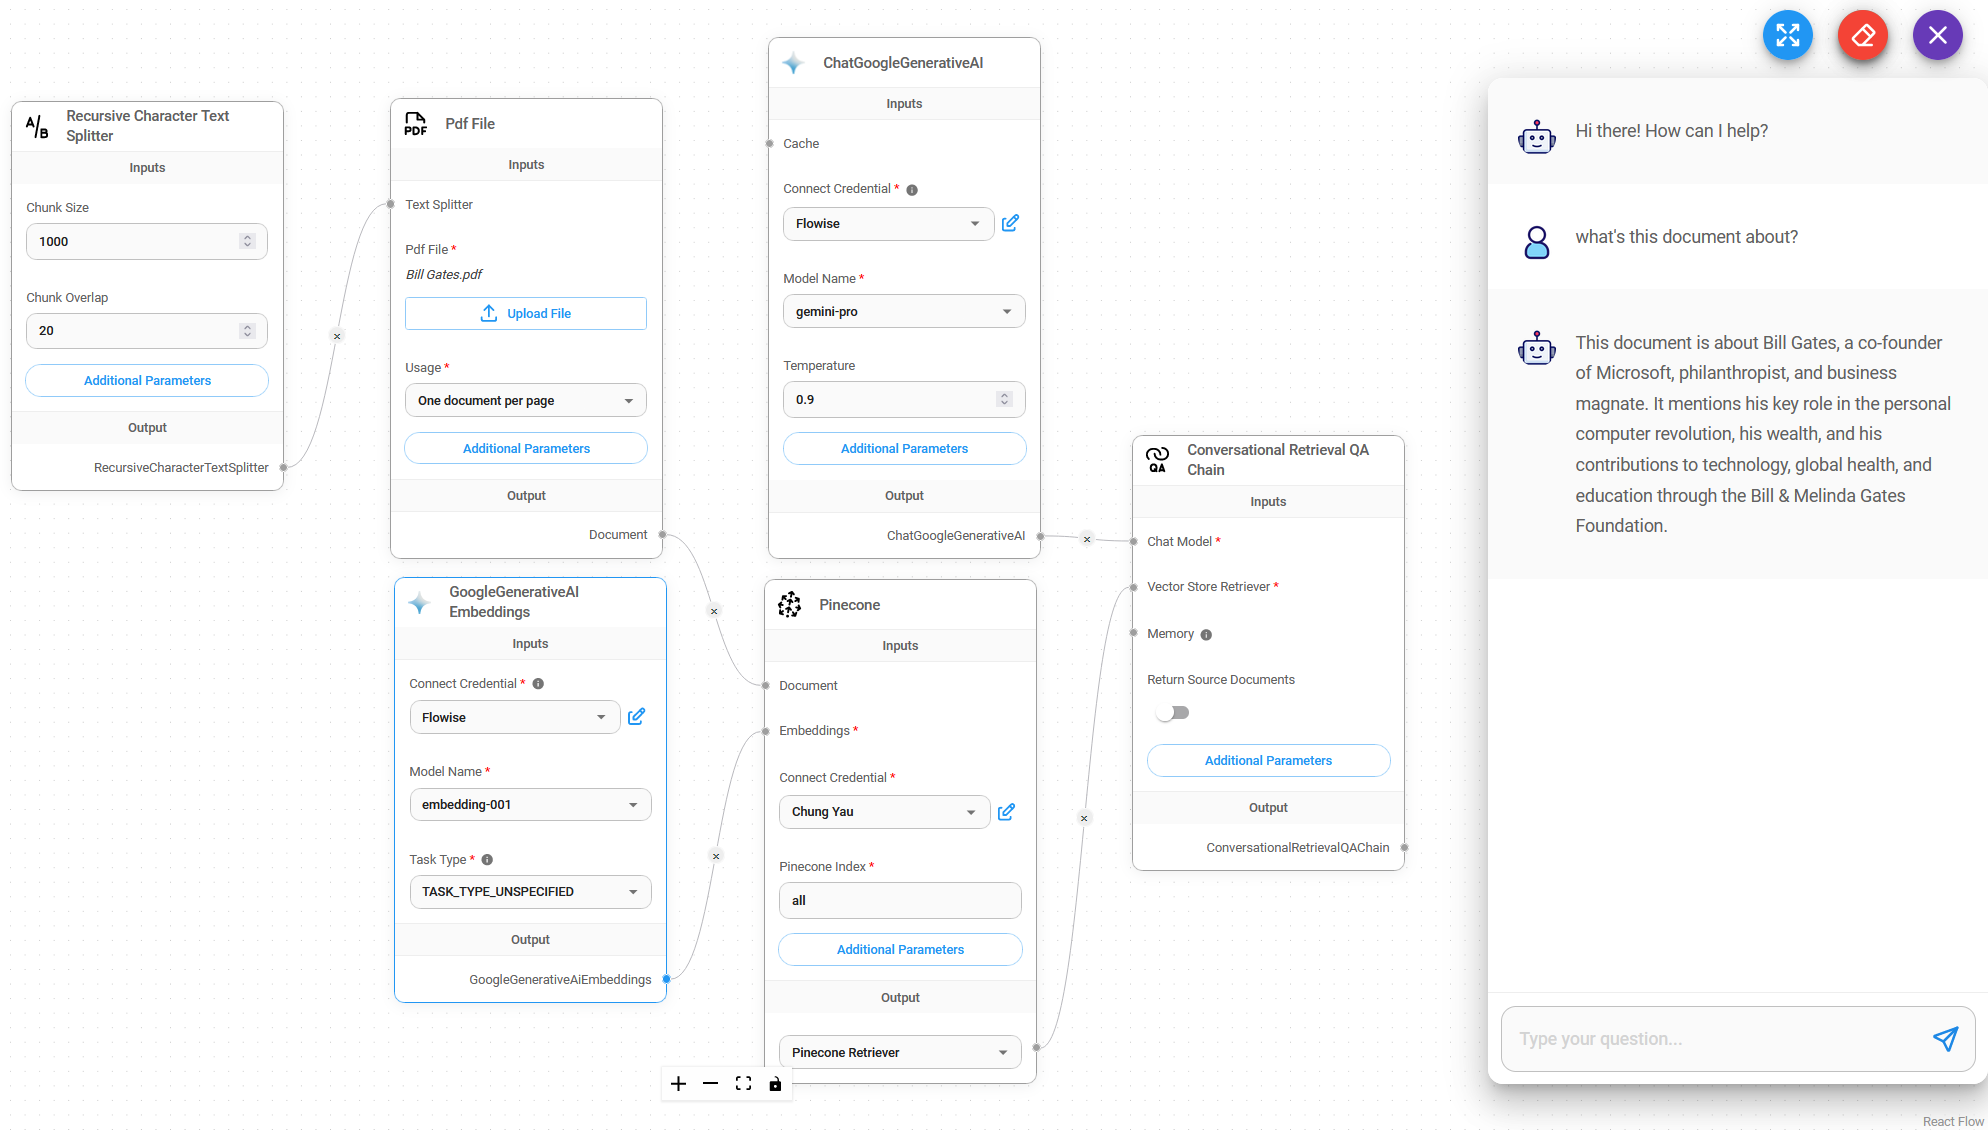 Recursive Character Text
Splitter
Inputs
Chunk Size
1000
Chunk Overlap
20
Additional Parameters
Output
RecursiveCharacterTextSplitter
PDF
Pdf File
Inputs
Text Splitter
Pdf File *
Bill Gates.pdf
Upload File
Usage *
One document per page
Additional Parameters
Output
Document
GoogleGenerativeAI
Embeddings
Inputs
Connect Credential *
Flowise
Model Name *
embedding-001
Task Type *
TASK_TYPE_UNSPECIFIED
Output
GoogleGenerativeAiEmbeddings
ChatGoogleGenerativeAI
Inputs
Cache
Connect Credential *
Flowise
Model Name *
gemini-pro
Temperature
0.9
Additional Parameters
Output
ChatGoogleGenerativeAI
Pinecone
Inputs
Document
Embeddings *
Connect Credential *
Chung Yau
Pinecone Index *
all
Additional Parameters
Output
Pinecone Retriever
QA
Conversational Retrieval QA
Chain
Inputs
Chat Model *
Vector Store Retriever *
Memory
Return Source Documents
Additional Parameters
Output
ConversationalRetrievalQAChain
Hi there! How can I help?
what's this document about?
This document is about Bill Gates, a co-founder
of Microsoft, philanthropist, and business
magnate. It mentions his key role in the personal
computer revolution, his wealth, and his
contributions to technology, global health, and
education through the Bill & Melinda Gates
Foundation.
Type your question...
React Flow